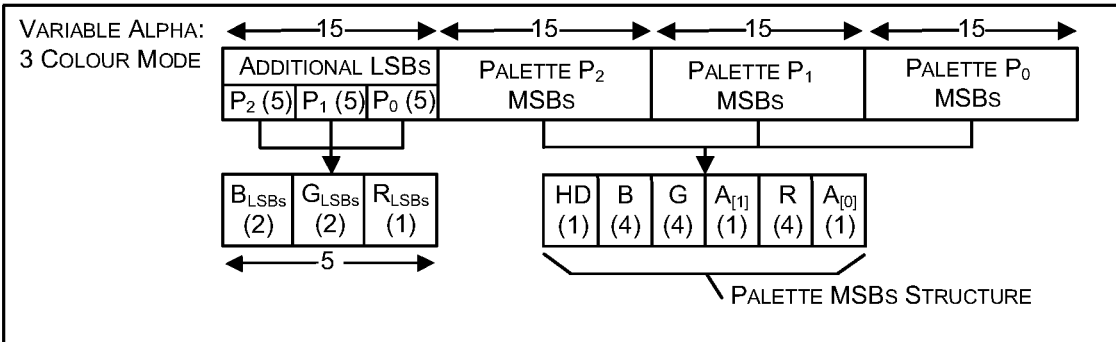 VARIABLE ALPHA:
3 COLOUR MODE
15 15 15 15
ADDITIONAL LSBS
P2 (5) P1 (5) P0 (5)
PALETTE P2
MSBS
PALETTE P1
MSBS
PALETTE P0
MSBS
BLSBs
(2)
GLSBs
(2)
RLSBs
(1)
5
HD
(1)
B
(4)
G
(4)
A[1]
(1)
R
(4)
A[0]
(1)
PALETTE MSBS STRUCTURE